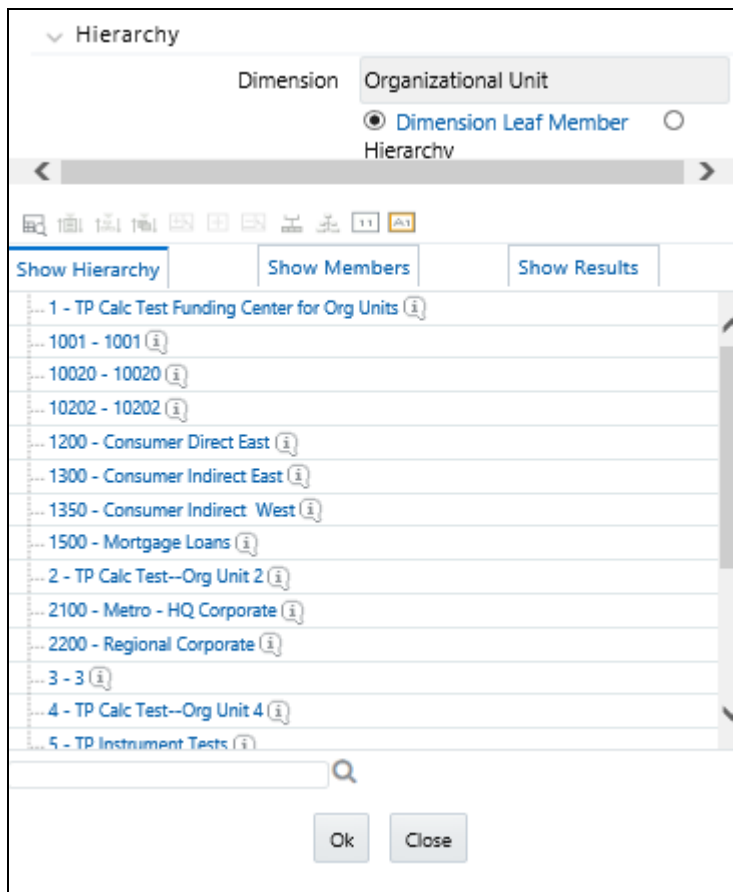 Hierarchy
Dimension Organizational Unit
Dimension Leaf Member
Hierarchy
11 A1
Show Hierarchy Show Members Show Results
1 - TP Calc Test Funding Center for Org Units
1001 - 1001
10020 - 10020
10202 - 10202
1200 - Consumer Direct East
1300 - Consumer Indirect East
1350 - Consumer Indirect  West
1500 - Mortgage Loans
2 - TP Calc Test--Org Unit 2
2100 - Metro - HQ Corporate
2200 - Regional Corporate
3 - 3
4 - TP Calc Test--Org Unit 4
5 - TP Instrument Tests
Ok Close